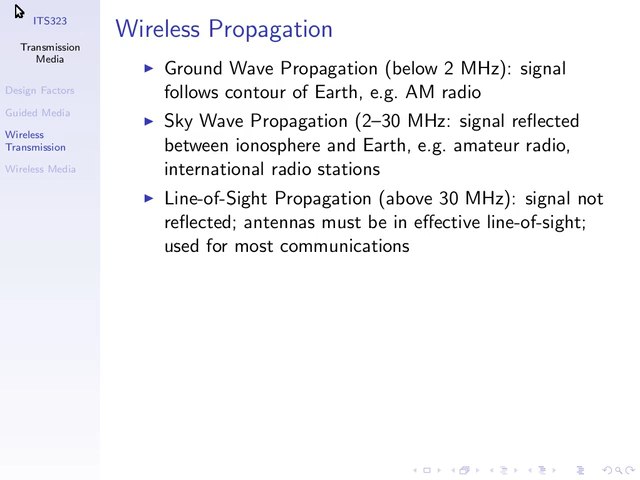 ITS323
Transmission
Media
Design Factors
Guided Media
Wireless
Transmission
Wireless Media
Wireless Propagation
Ground Wave Propagation (below 2 MHz): signal
follows contour of Earth, e.g. AM radio
Sky Wave Propagation (2–30 MHz: signal reflected
between ionosphere and Earth, e.g. amateur radio,
international radio stations
Line-of-Sight Propagation (above 30 MHz): signal not
reflected; antennas must be in effective line-of-sight;
used for most communications